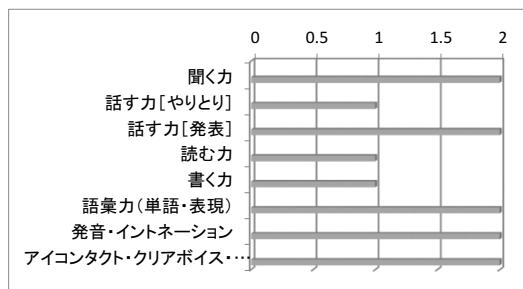 0 0.5 1 1.5 2
聞く力
話す力［やりとり］
話す力［発表］
読む力
書く力
語彙力（単語・表現）
発音・イントネーション
アイコンタクト・クリアボイス・…